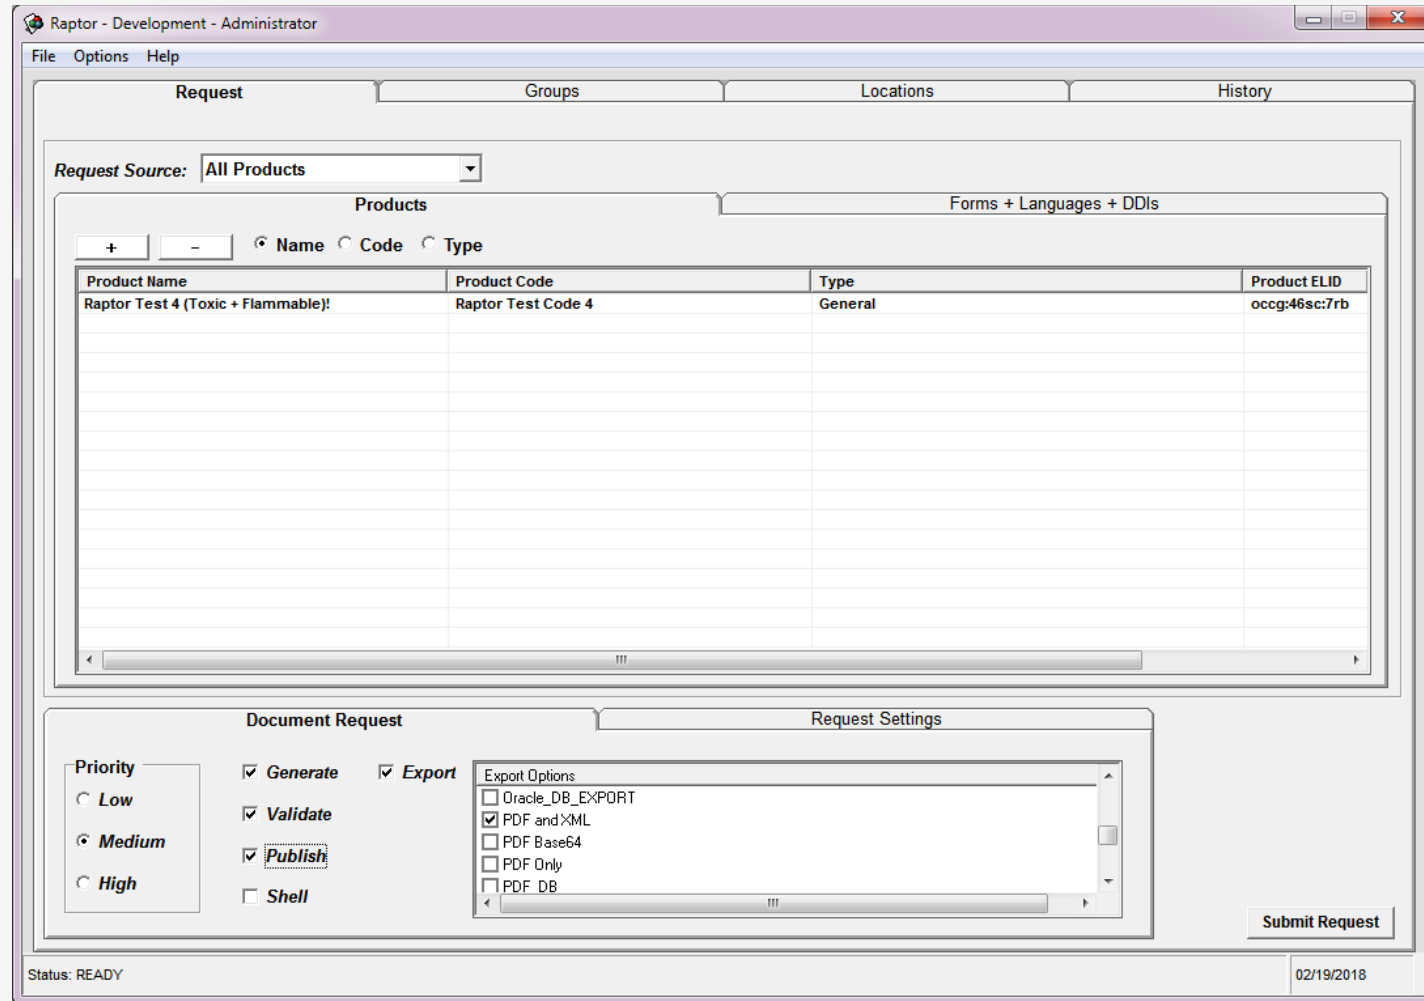 Raptor - Development - Administrator
File Options Help
Request Groups Locations History
Request Source: All Products
Products Forms + Languages + DDIs
+ - Name Code Type
Product Name Product Code Type Product ELID
Raptor Test 4 (Toxic + Flammable)! Raptor Test Code 4 General occg:46sc:7rb
Document Request Request Settings
Priority
Low
Medium
High
Generate
Validate
Publish
Shell
Export
Export Options
Oracle_DB_EXPORT
PDF and XML
PDF Base64
PDF Only
PDF_DB
Submit Request
Status: READY 02/19/2018